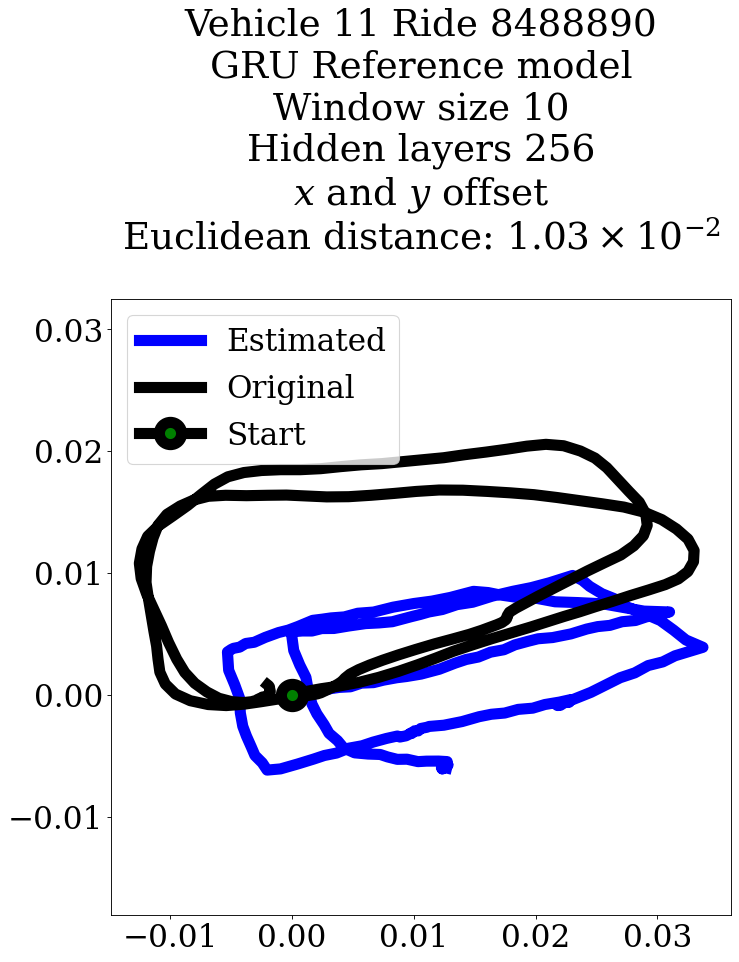 Vehicle 11 Ride 8488890
GRU Reference model
Window size 10
Hidden layers 256
x and y offset
Euclidean distance: 1.03 × 10⁻²
Estimated
Original
Start
0.03
0.02
0.01
0.00
−0.01
−0.01 0.00 0.01 0.02 0.03